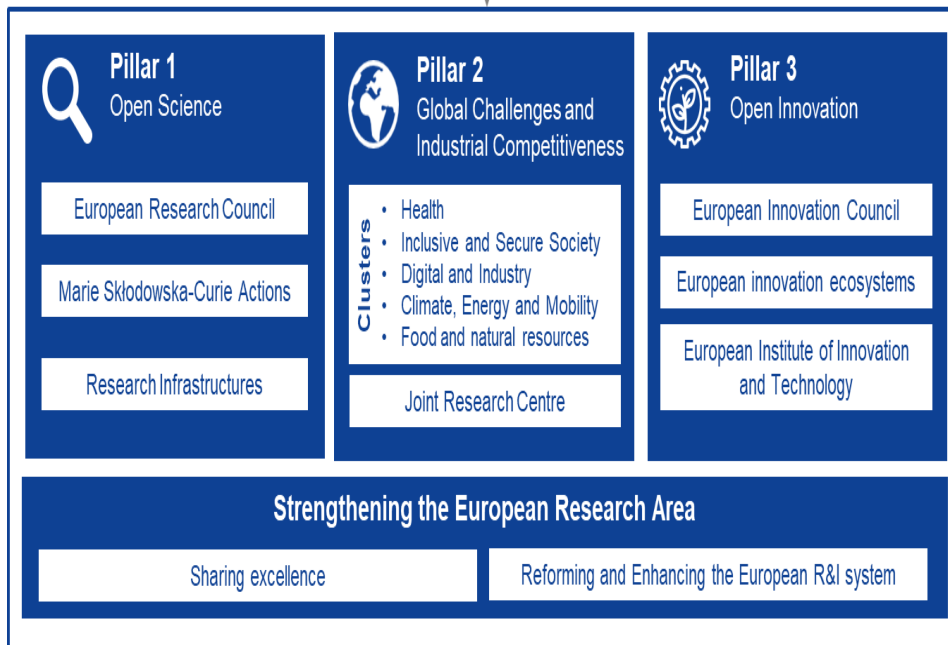 Pillar 1
Open Science
European Research Council
Marie Skłodowska-Curie Actions
Research Infrastructures
Pillar 2
Global Challenges and
Industrial Competitiveness
Clusters
• Health
• Inclusive and Secure Society
• Digital and Industry
• Climate, Energy and Mobility
• Food and natural resources
Joint Research Centre
Pillar 3
Open Innovation
European Innovation Council
European innovation ecosystems
European Institute of Innovation
and Technology
Strengthening the European Research Area
Sharing excellence
Reforming and Enhancing the European R&I system